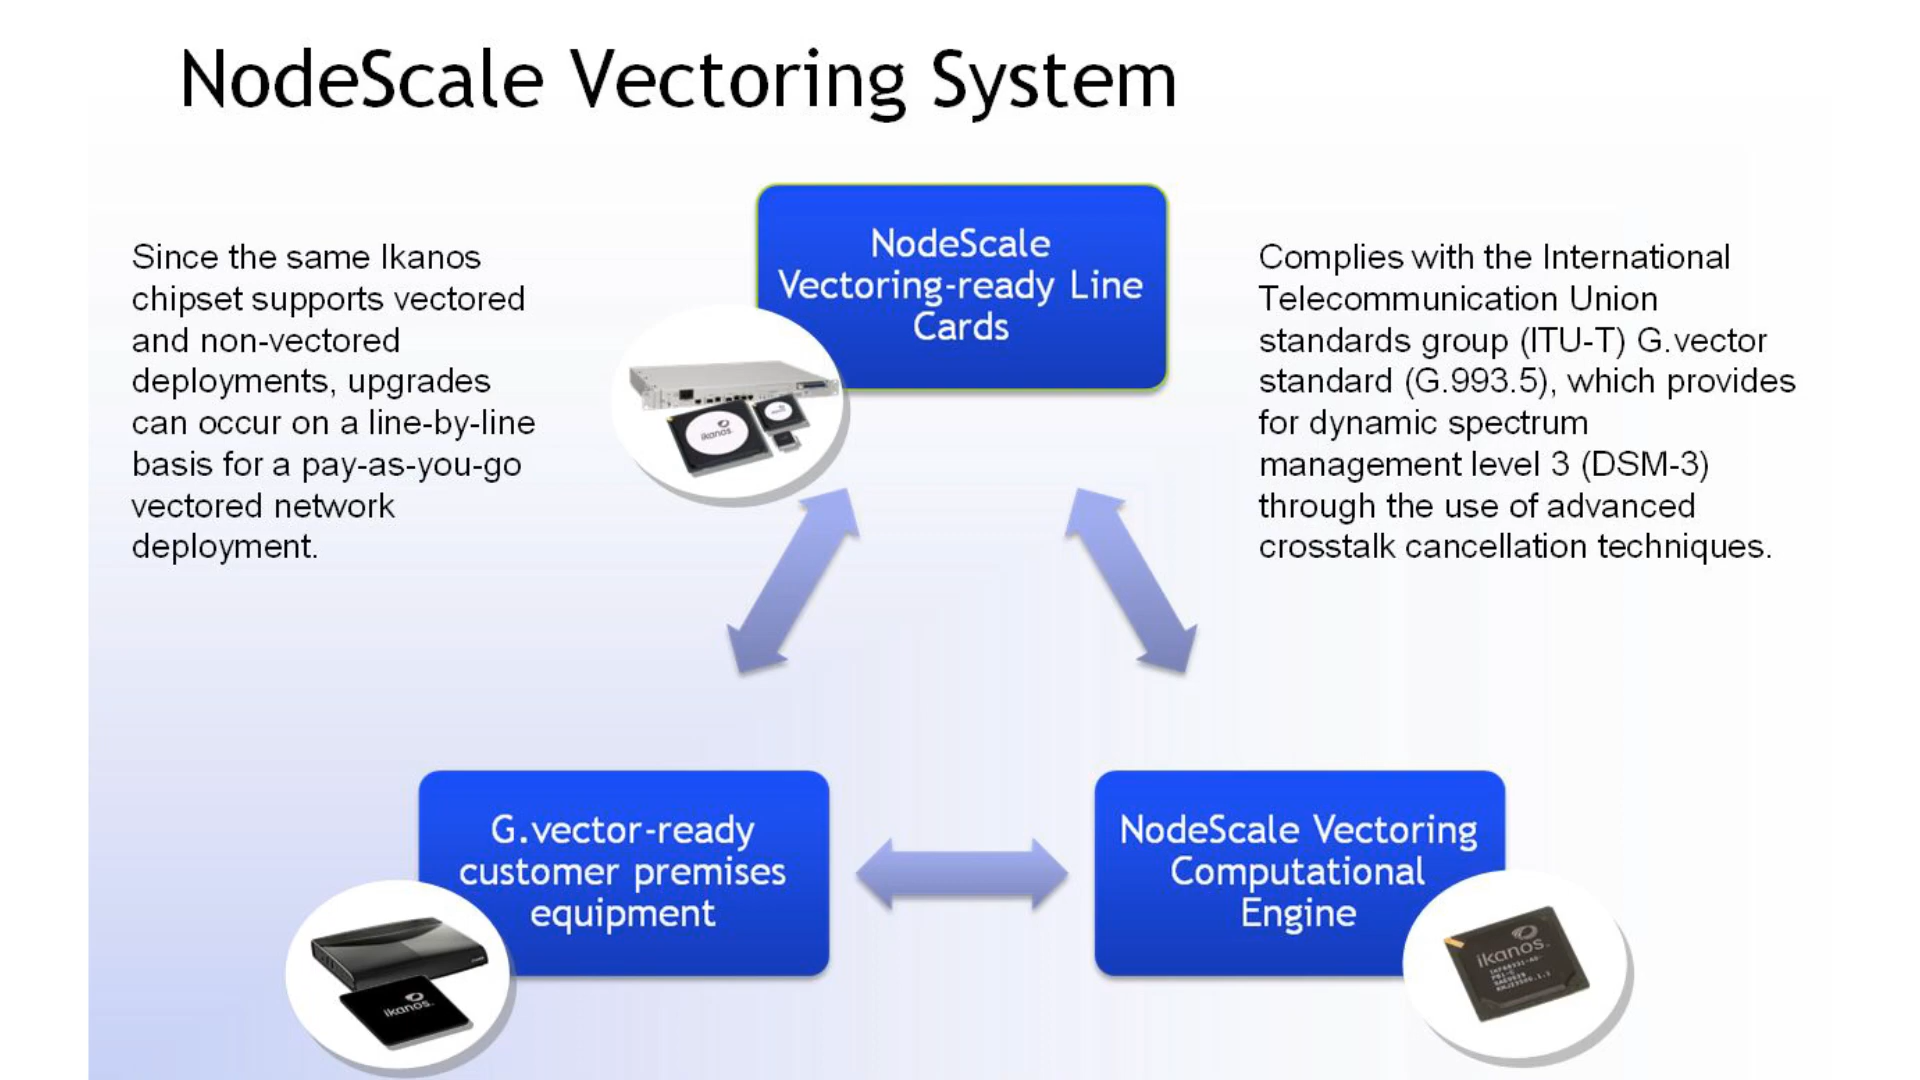 NodeScale Vectoring System
Since the same Ikanos
chipset supports vectored
and non-vectored
deployments, upgrades
can occur on a line-by-line
basis for a pay-as-you-go
vectored network
deployment.
NodeScale
Vectoring-ready Line
Cards
Complies with the International
Telecommunication Union
standards group (ITU-T) G.vector
standard (G.993.5), which provides
for dynamic spectrum
management level 3 (DSM-3)
through the use of advanced
crosstalk cancellation techniques.
ikanos
G.vector-ready
customer premises
equipment
ikanos
NodeScale Vectoring
Computational
Engine
ikanos